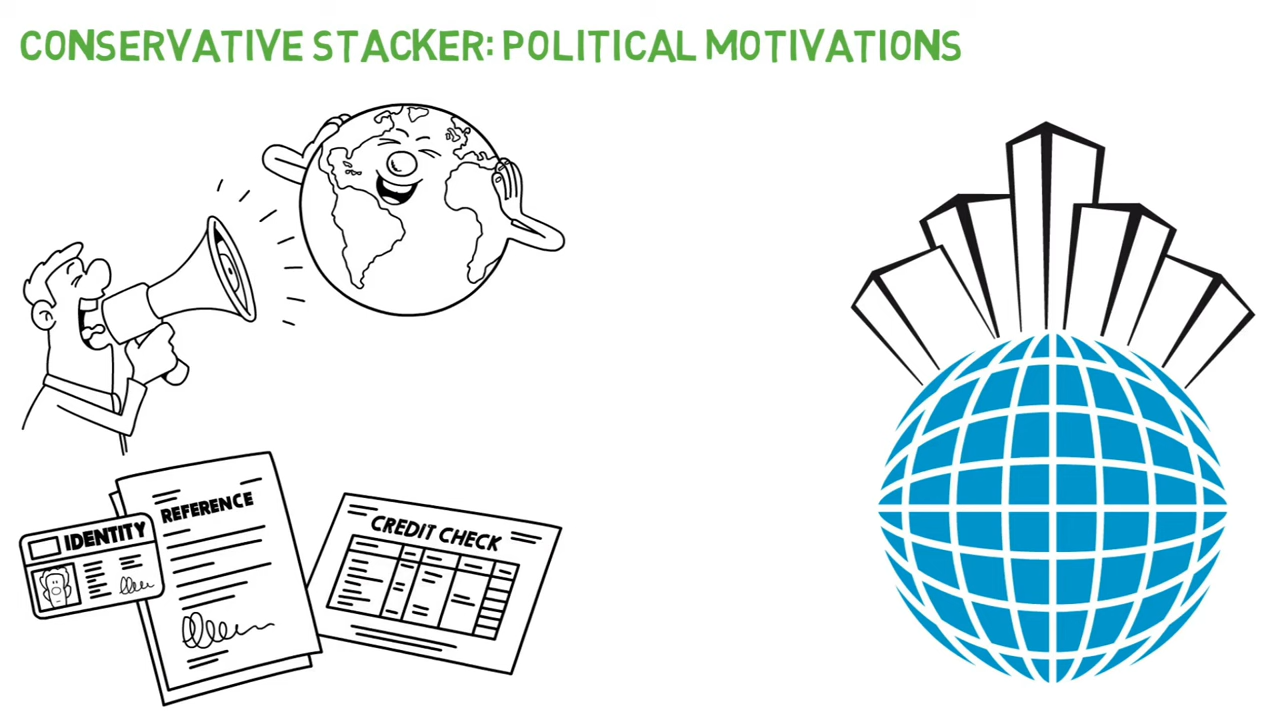 CONSERVATIVE STACKER: POLITICAL MOTIVATIONS
REFERENCE
IDENTITY
CREDIT CHECK